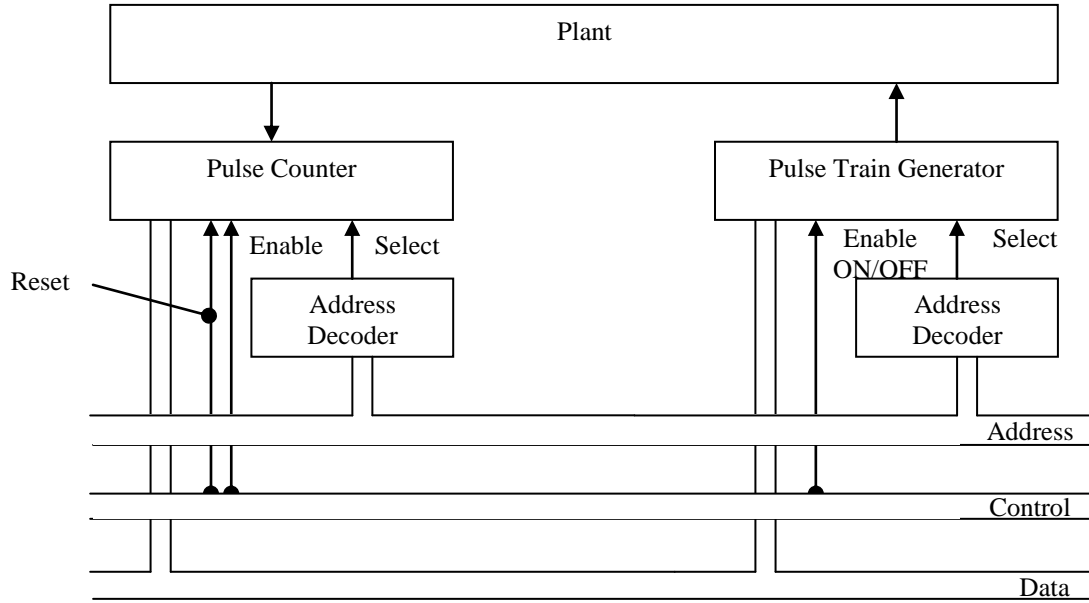 Plant
Pulse Counter
Pulse Train Generator
Enable
Select
Enable
ON/OFF
Select
Reset
Address
Decoder
Address
Decoder
Address
Control
Data